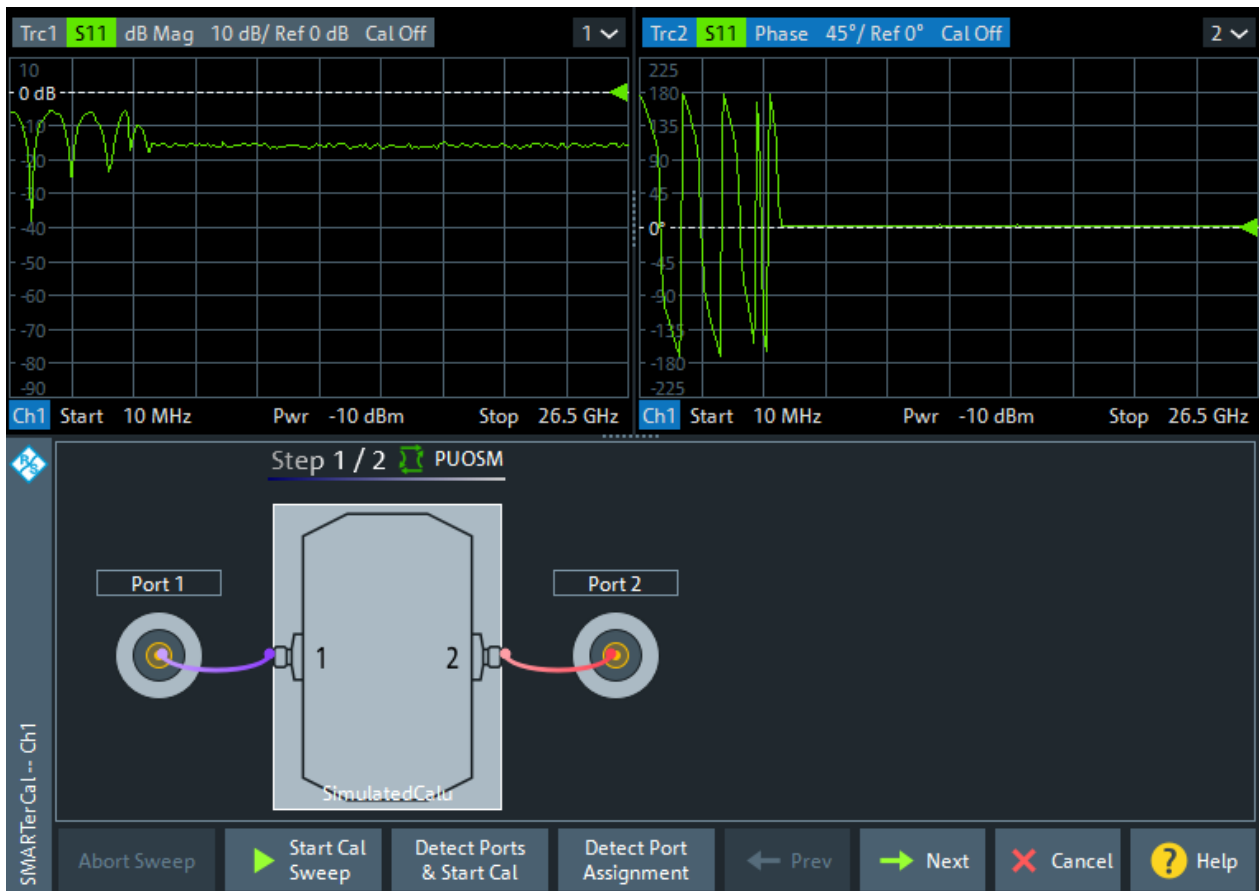 Trc1 S11 dB Mag 10 dB/ Ref 0 dB Cal Off 1
10
0 dB
-10
-20
-30
-40
-50
-60
-70
-80
-90
Ch1 Start 10 MHz Pwr -10 dBm Stop 26.5 GHz
Trc2 S11 Phase 45°/ Ref 0° Cal Off 2
225
180
135
90
45
0°
-45
-90
-135
-180
-225
Ch1 Start 10 MHz Pwr -10 dBm Stop 26.5 GHz
R/S
SMARTerCal -- Ch1
Step 1 / 2 PUOSM
Port 1
Port 2
1 2
SimulatedCalu
Abort Sweep
Start Cal
Sweep
Detect Ports
& Start Cal
Detect Port
Assignment
Prev
Next
Cancel
? Help